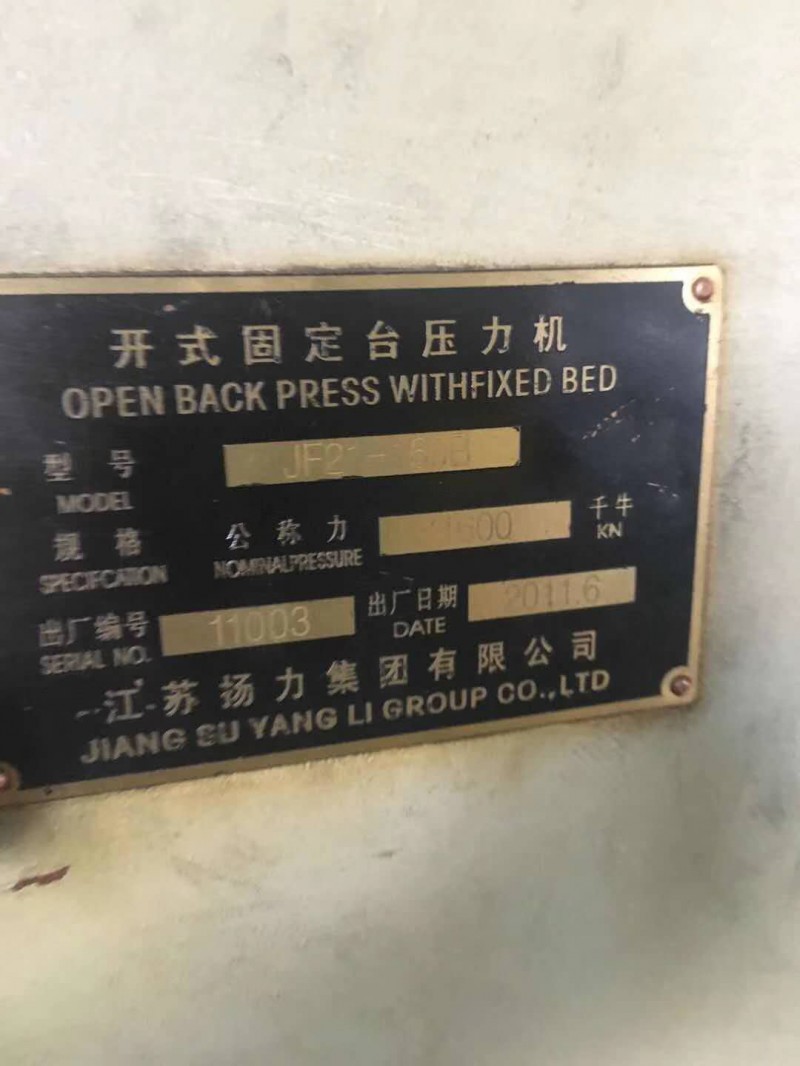 开式固定台压力机
OPEN BACK PRESS WITHFIXED BED
型号
MODEL
规格 公称力 1600 千牛
SPECIFCATION NOMINALPRESSURE KN
出厂编号 11003 出厂日期 2011.6
SERIAL NO. DATE
江苏扬力集团有限公司
JIANG SU YANG LI GROUP CO.,LTD